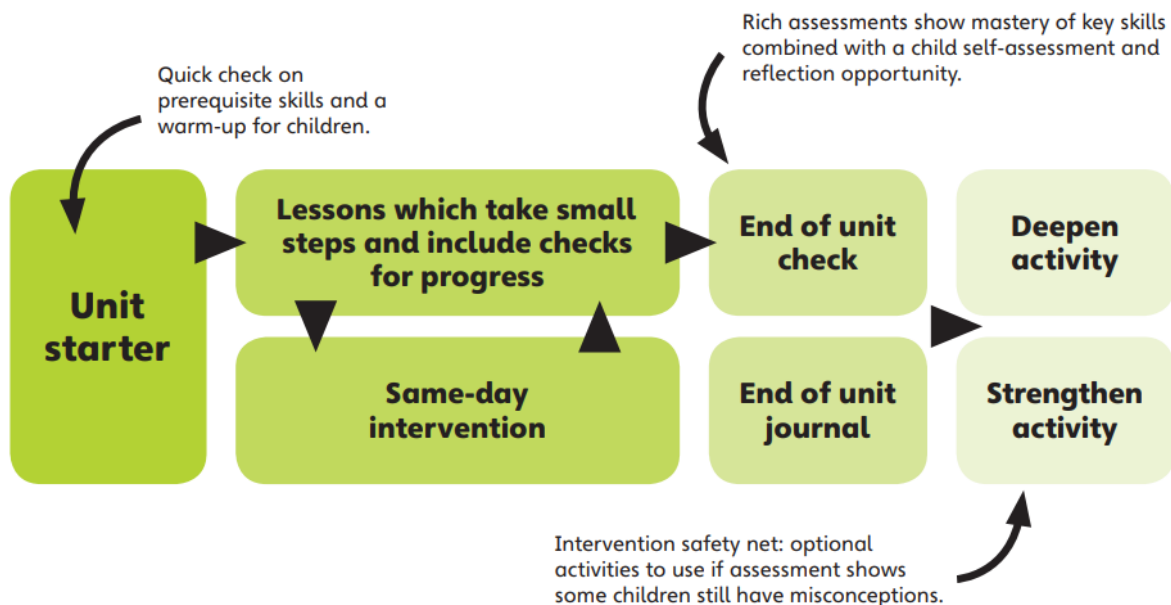 Rich assessments show mastery of key skills
combined with a child self-assessment and
reflection opportunity.
Quick check on
prerequisite skills and a
warm-up for children.
Unit
starter
Lessons which take small
steps and include checks
for progress
Same-day
intervention
End of unit
check
End of unit
journal
Deepen
activity
Strengthen
activity
Intervention safety net: optional
activities to use if assessment shows
some children still have misconceptions.